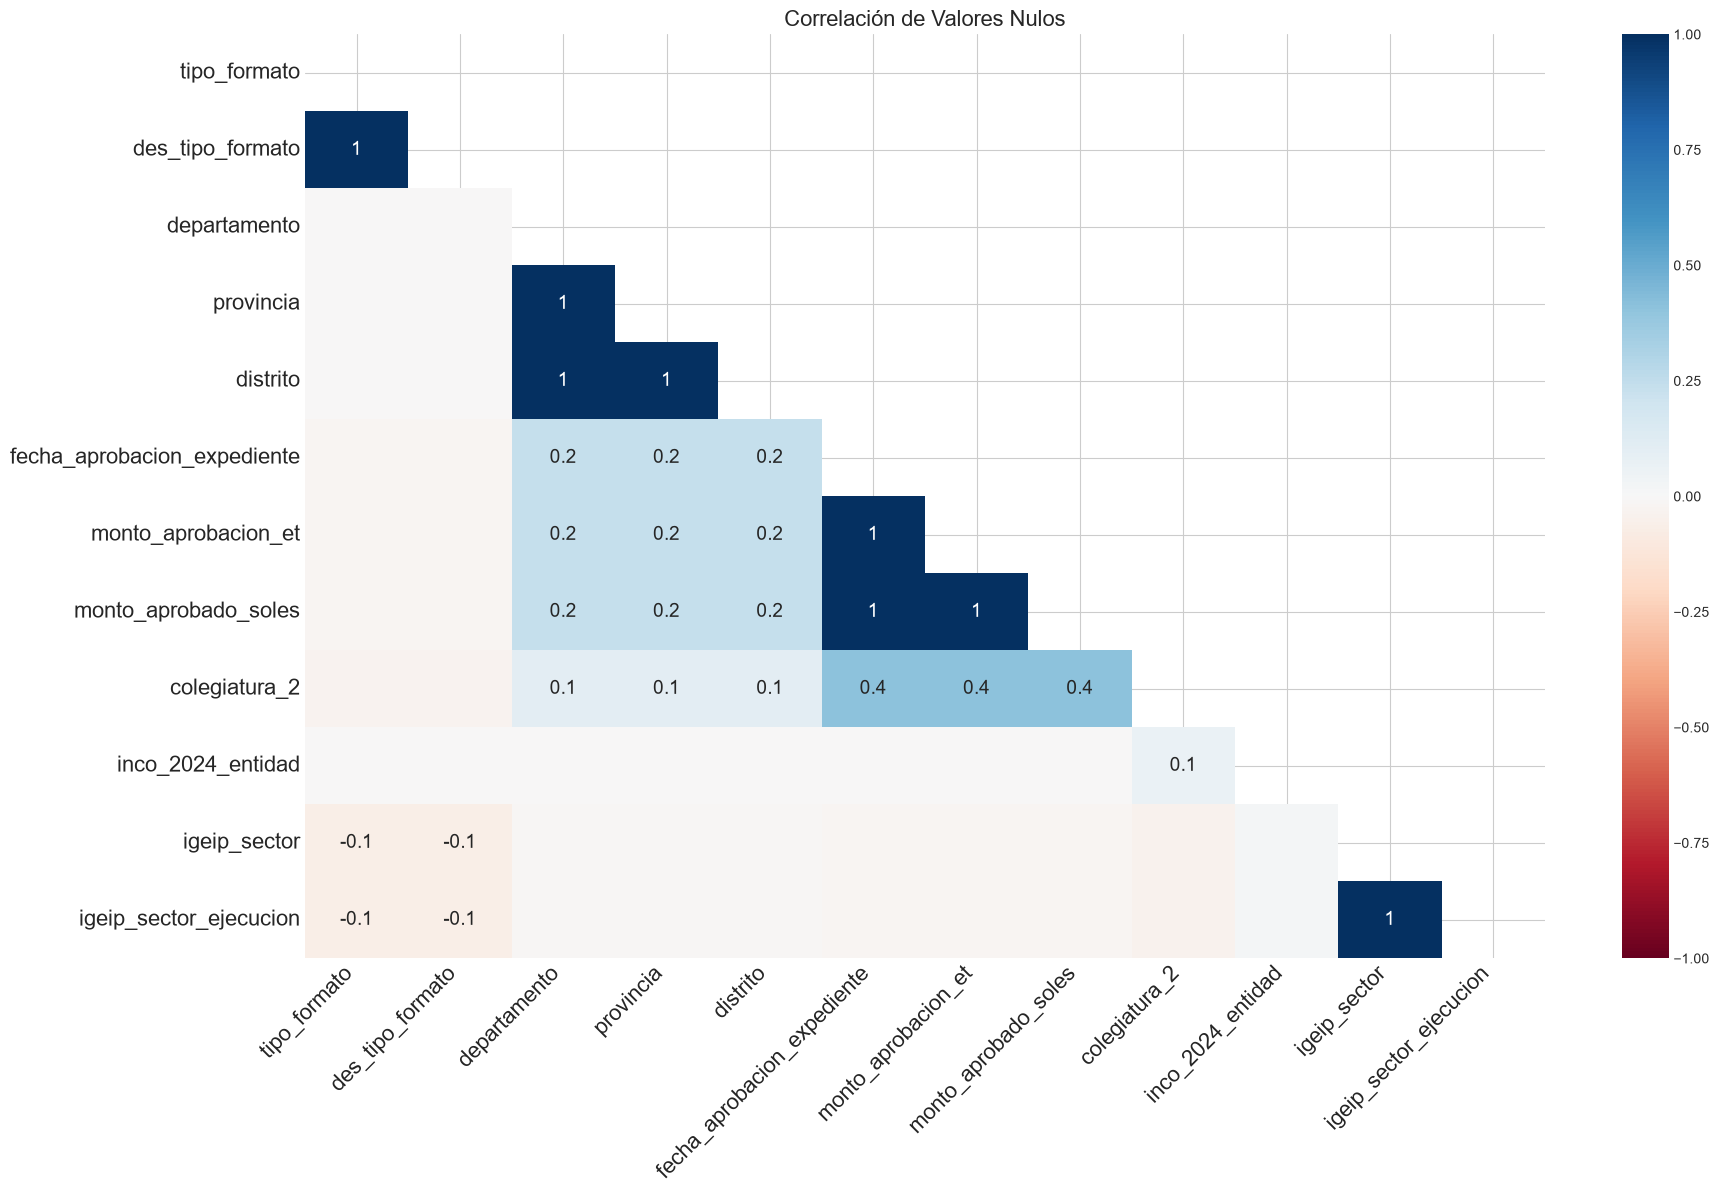 Correlación de Valores Nulos
tipo_formato
des_tipo_formato
1
departamento
provincia
1
distrito
1 1
fecha_aprobacion_expediente
0.2 0.2 0.2
monto_aprobacion_et
0.2 0.2 0.2 1
monto_aprobado_soles
0.2 0.2 0.2 1 1
colegiatura_2
0.1 0.1 0.1 0.4 0.4 0.4
inco_2024_entidad
0.1
igeip_sector
-0.1 -0.1
igeip_sector_ejecucion
-0.1 -0.1 1
tipo_formato
des_tipo_formato
departamento
provincia
distrito
fecha_aprobacion_expediente
monto_aprobacion_et
monto_aprobado_soles
colegiatura_2
inco_2024_entidad
igeip_sector
igeip_sector_ejecucion
1.00
0.75
0.50
0.25
0.00
−0.25
−0.50
−0.75
−1.00